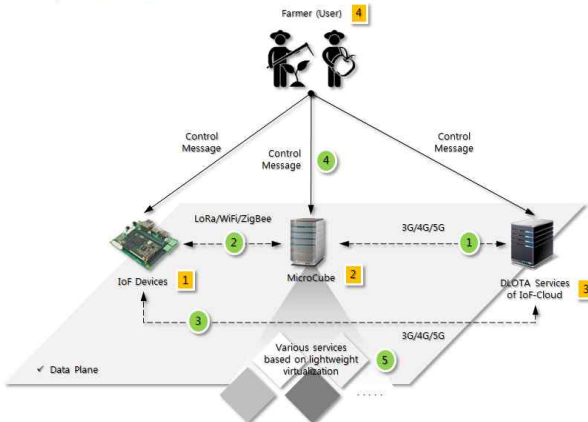 Farmer (User) 4
Control
Message
Control
Message
4
Control
Message
LoRa/WiFi/ZigBee
2
3G/4G/5G
1
IoF Devices 1
MicroCube 2
DLOTA Services
of IoF-Cloud 3
3
3G/4G/5G
Various services
based on lightweight
virtualization
5
✓ Data Plane
.....